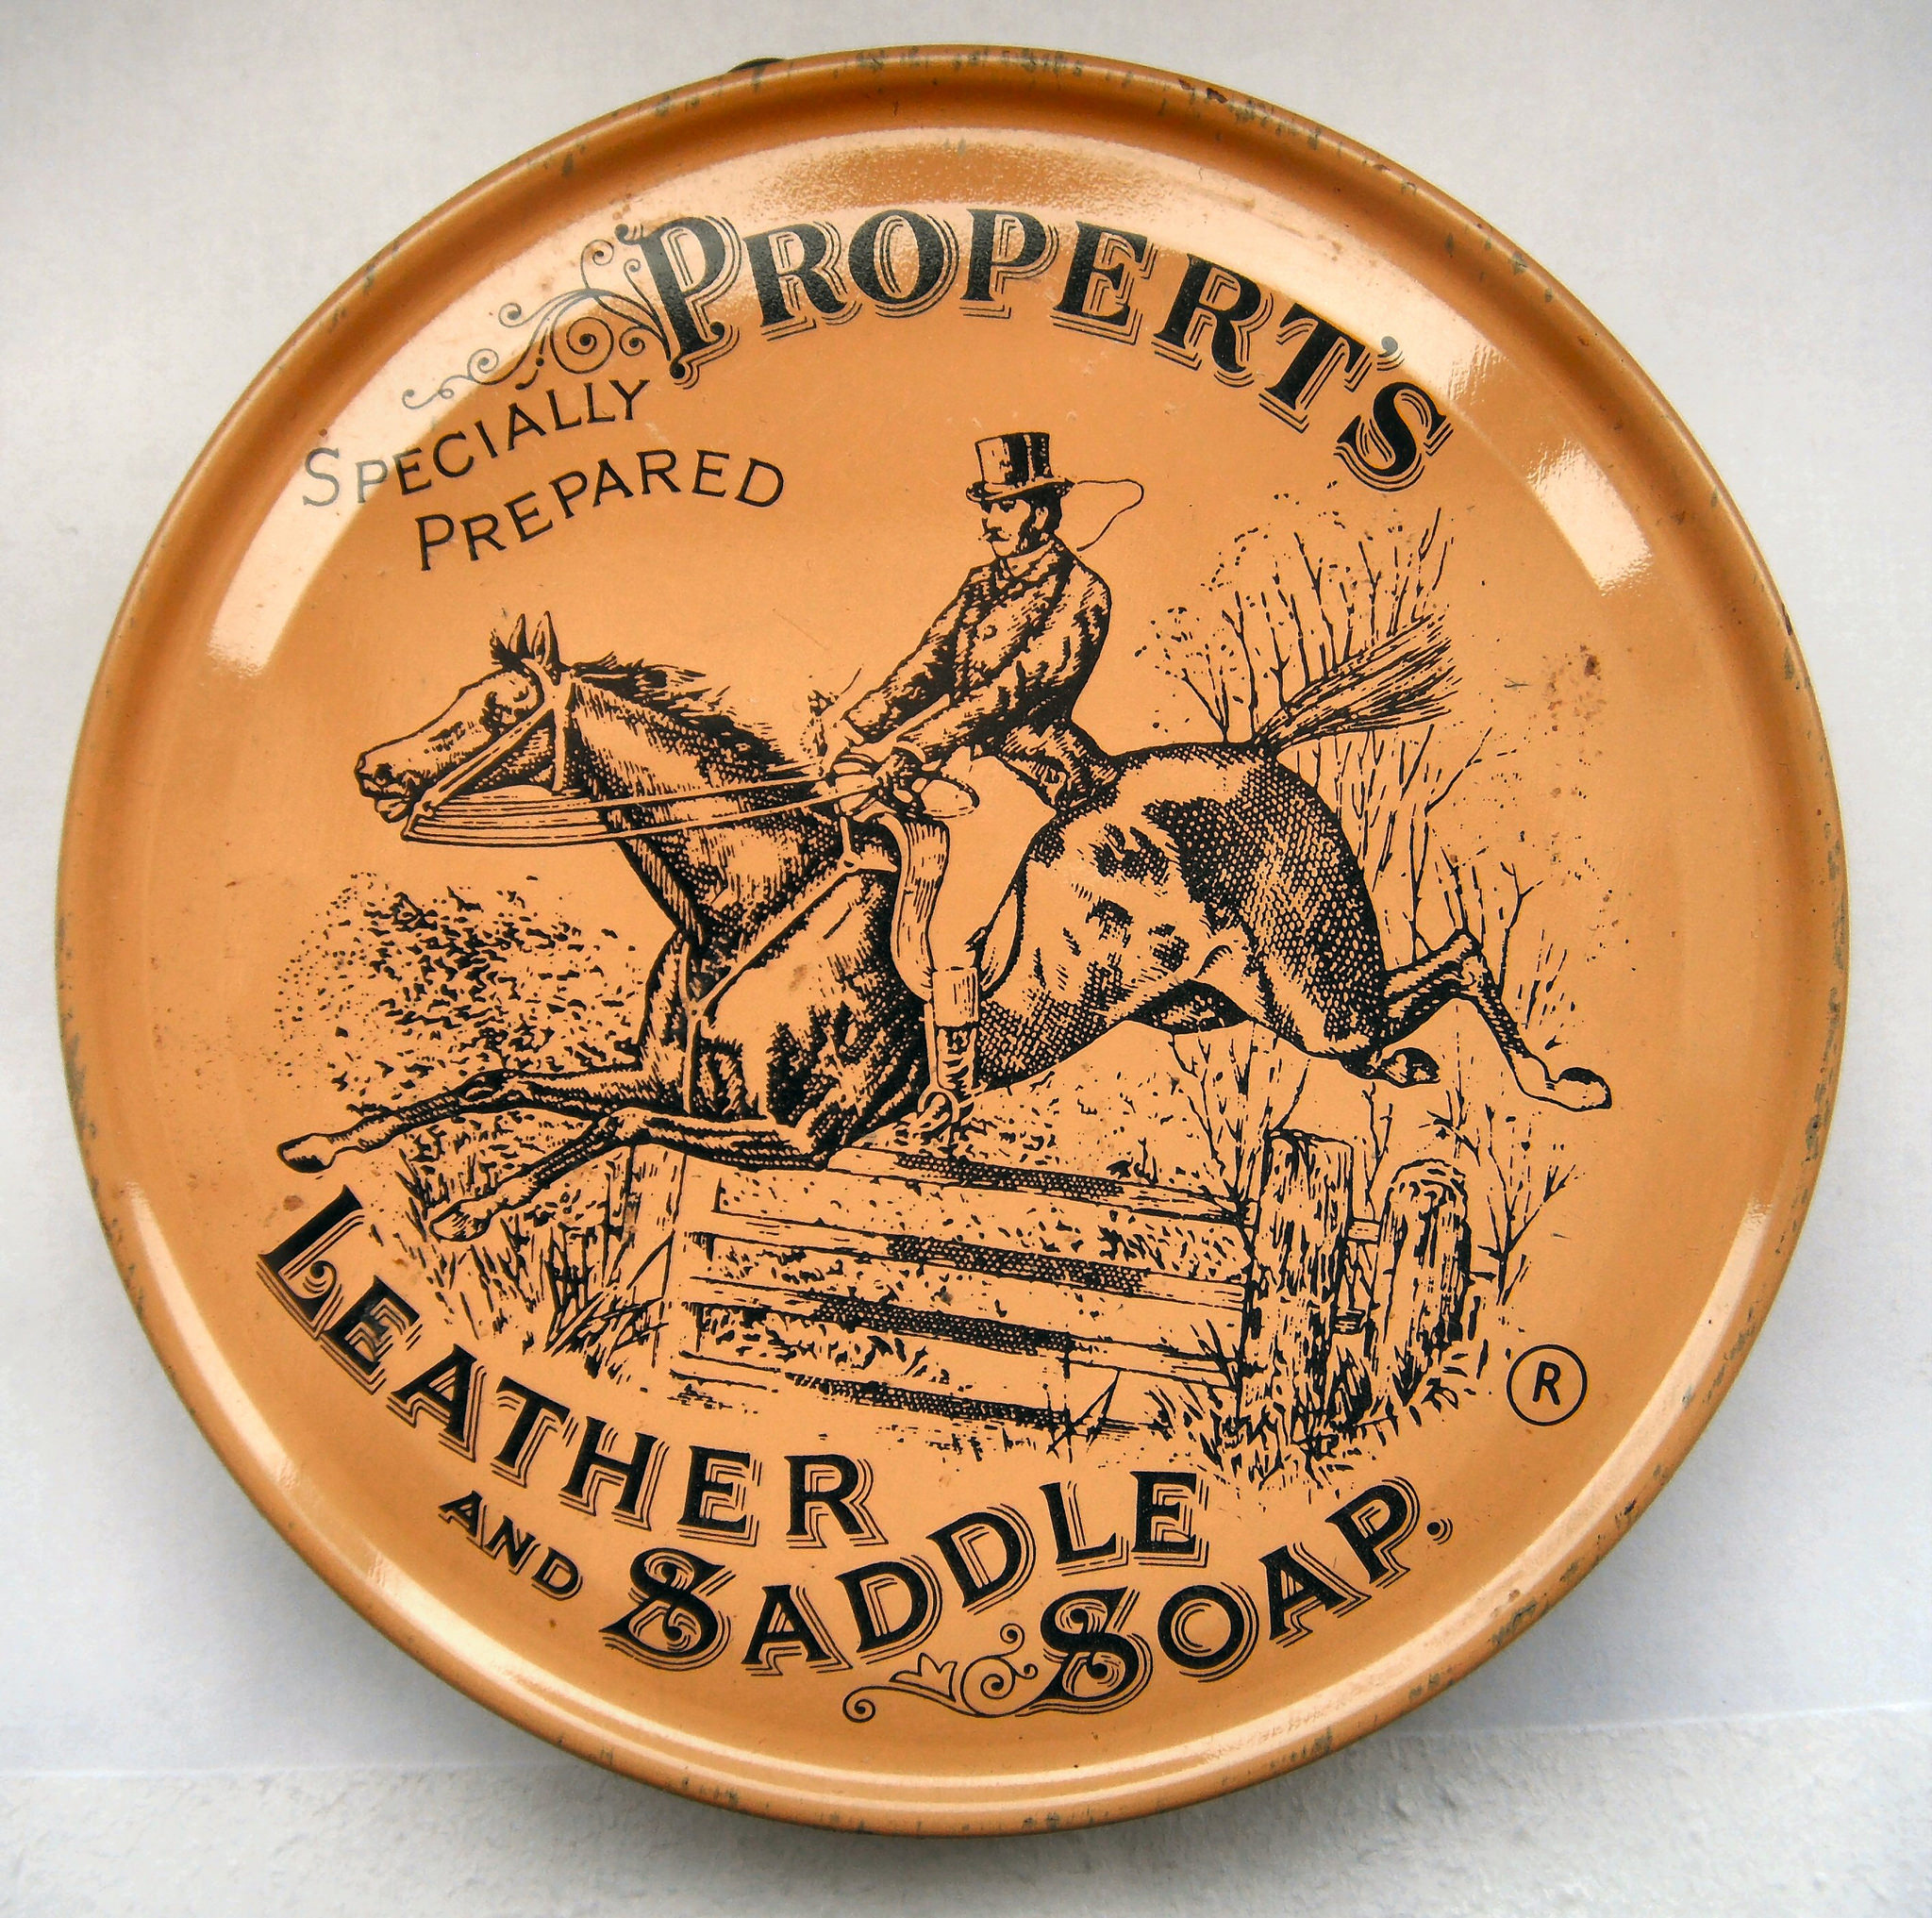 PROPERT'S
SPECIALLY
PREPARED
®
LEATHER
AND SADDLE
SOAP.